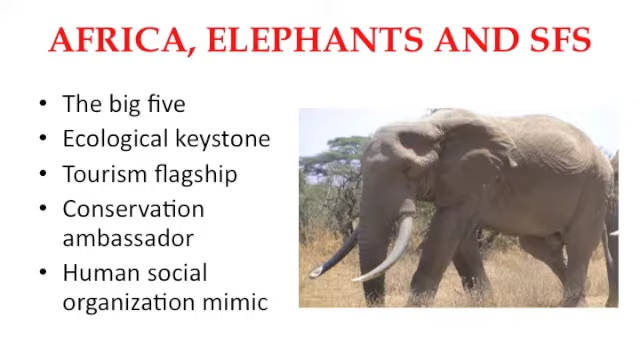 AFRICA, ELEPHANTS AND SFS
• The big five
• Ecological keystone
• Tourism flagship
• Conservation
ambassador
• Human social
organization mimic